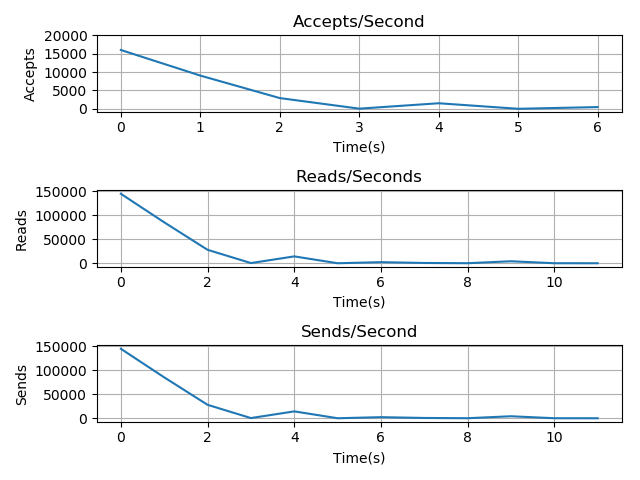 Accepts/Second
20000
15000
10000
5000
0
Accepts
0 1 2 3 4 5 6
Time(s)
Reads/Seconds
150000
100000
50000
0
Reads
0 2 4 6 8 10
Time(s)
Sends/Second
150000
100000
50000
0
Sends
0 2 4 6 8 10
Time(s)